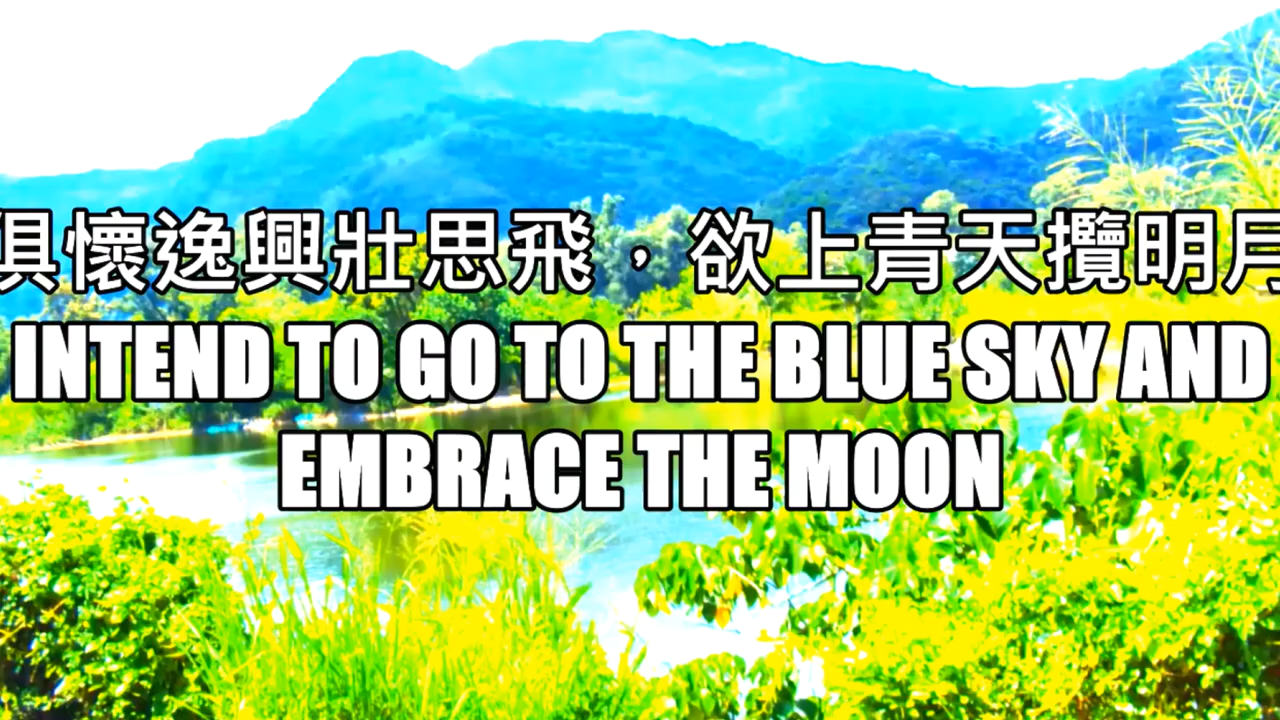 俱懷逸興壯思飛，欲上青天攬明月
INTEND TO GO TO THE BLUE SKY AND
EMBRACE THE MOON